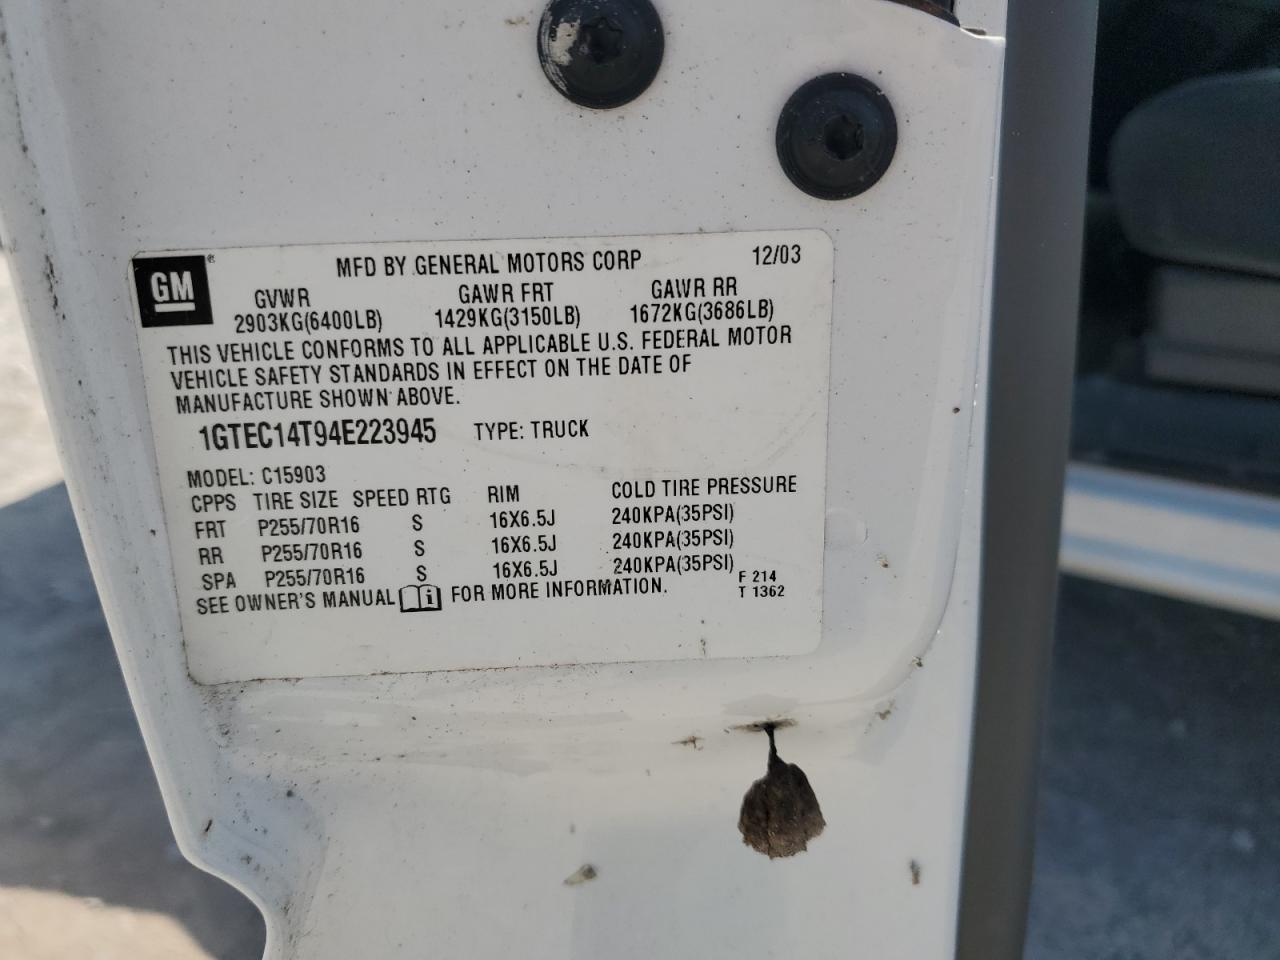 GM ® MFD BY GENERAL MOTORS CORP 12/03
GVWR GAWR FRT GAWR RR
2903KG(6400LB) 1429KG(3150LB) 1672KG(3686LB)
THIS VEHICLE CONFORMS TO ALL APPLICABLE U.S. FEDERAL MOTOR
VEHICLE SAFETY STANDARDS IN EFFECT ON THE DATE OF
MANUFACTURE SHOWN ABOVE.
1GTEC14T94E223945 TYPE: TRUCK
MODEL: C15903
CPPS TIRE SIZE SPEED RTG RIM COLD TIRE PRESSURE
FRT P255/70R16 S 16X6.5J 240KPA(35PSI)
RR P255/70R16 S 16X6.5J 240KPA(35PSI)
SPA P255/70R16 S 16X6.5J 240KPA(35PSI)
SEE OWNER'S MANUAL i FOR MORE INFORMATION.
F 214
T 1362